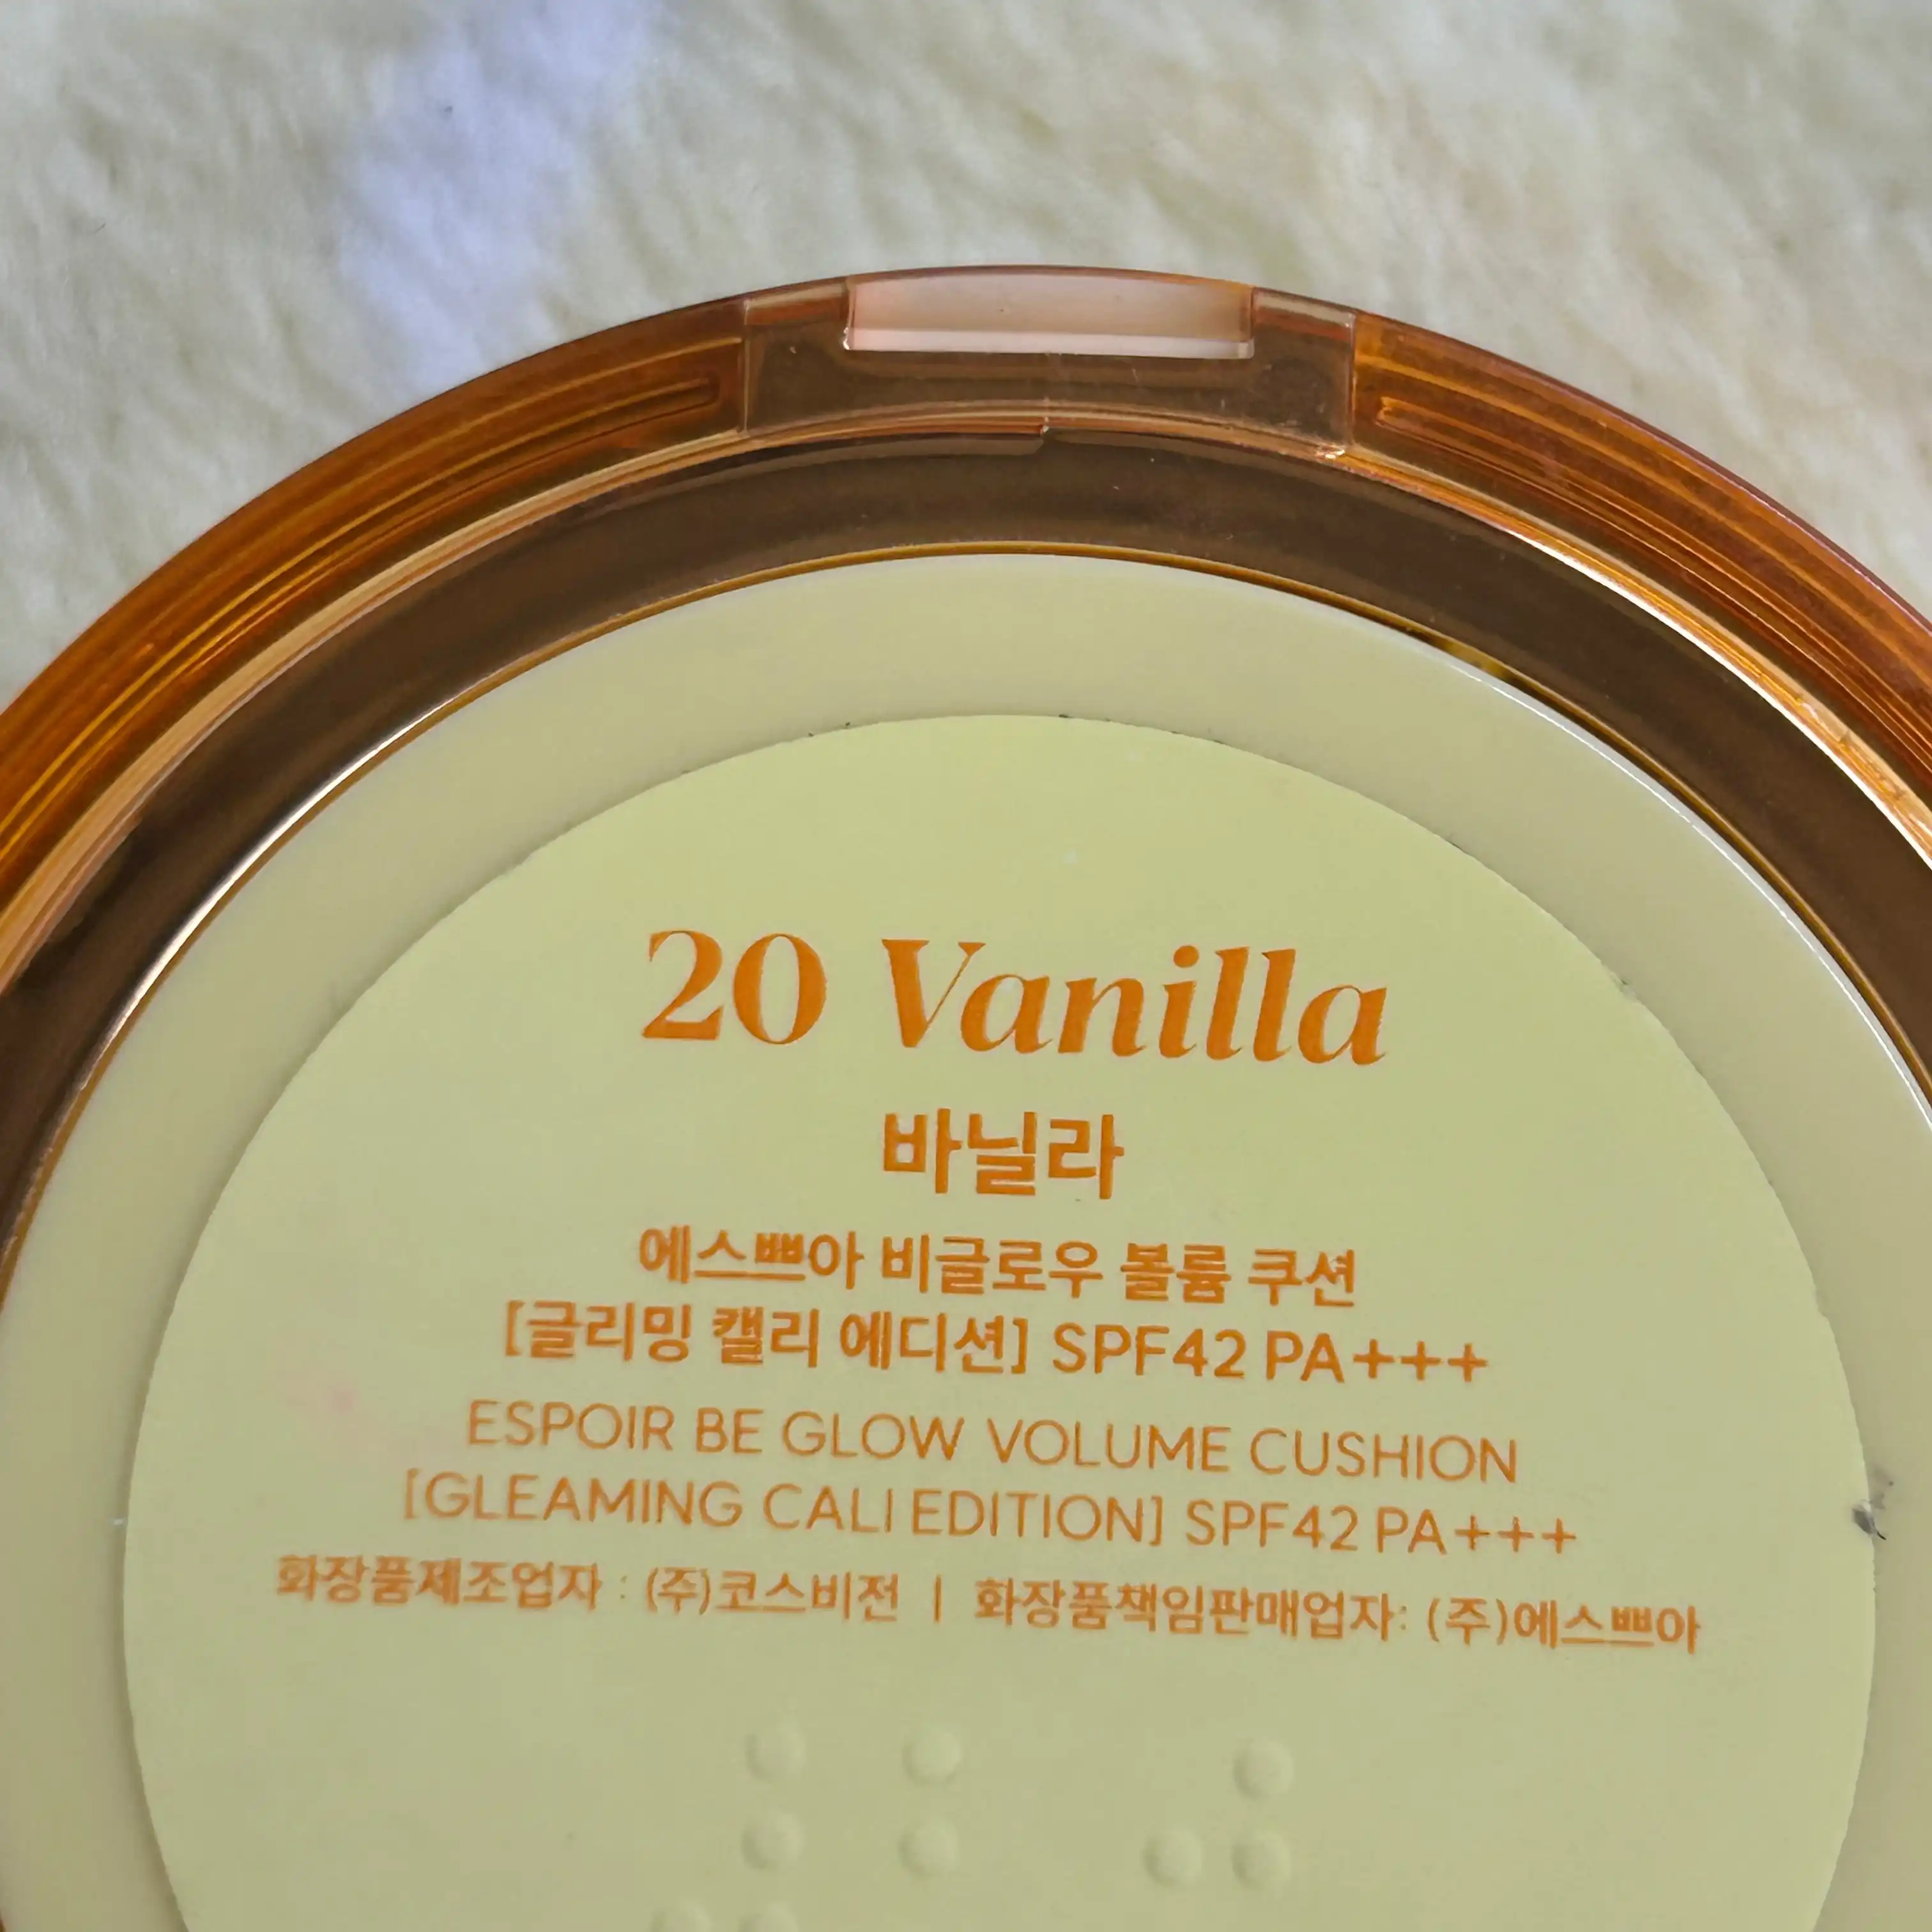 20 Vanilla
바닐라
에스쁘아 비글로우 볼륨 쿠션
[글리밍 캘리 에디션] SPF42 PA+++
ESPOIR BE GLOW VOLUME CUSHION
[GLEAMING CALI EDITION] SPF42 PA+++
화장품제조업자 : (주)코스비전 | 화장품책임판매업자: (주)에스쁘아